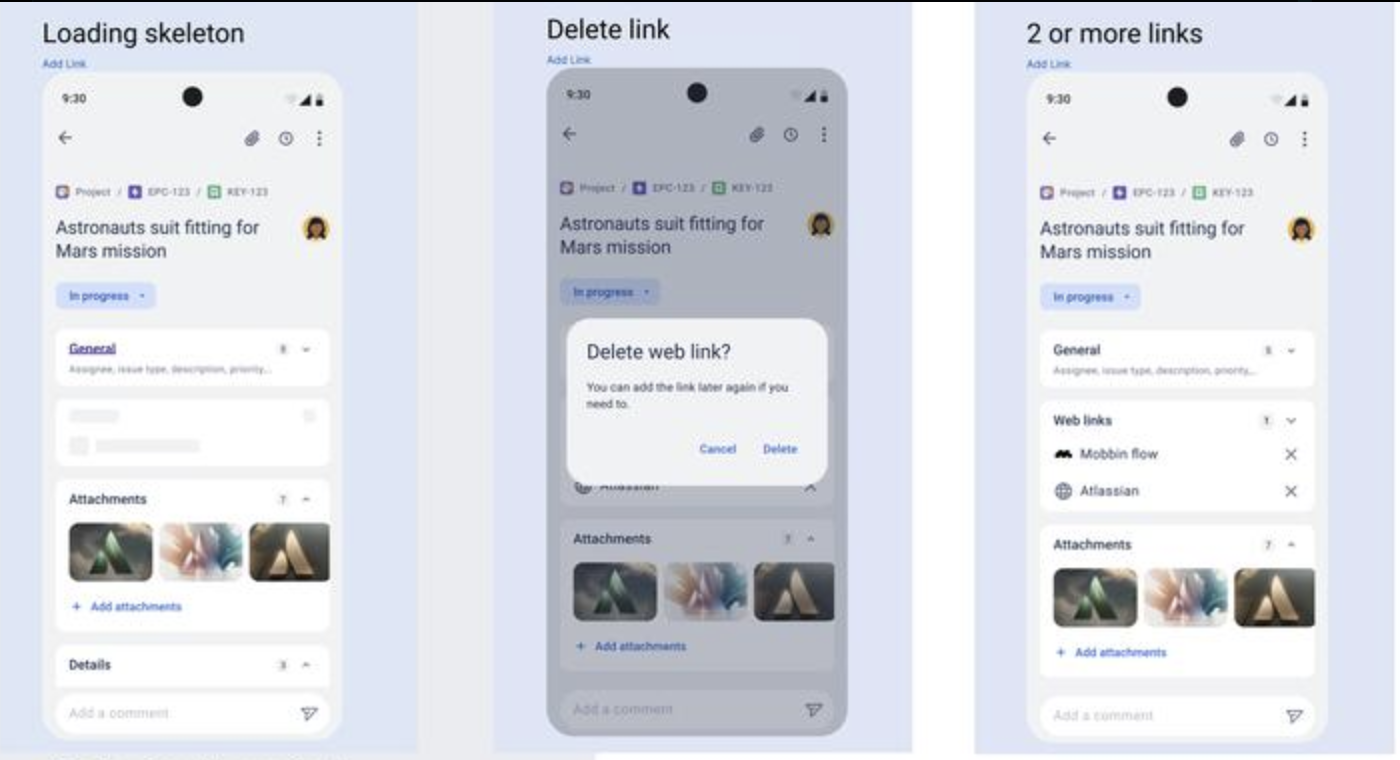 Loading skeleton
Add Link
9:30
Project / EPC-123 / KEY-123
Astronauts suit fitting for
Mars mission
In progress
General
Assignee, issue type, description, priority,..
Attachments 7
+ Add attachments
Details 3
Add a comment
Delete link
Add Link
9:30
Project / EPC-123 / KEY-123
Astronauts suit fitting for
Mars mission
In progress
Delete web link?
You can add the link later again if you
need to.
Cancel Delete
Atlassian
Attachments 7
+ Add attachments
Add a comment
2 or more links
Add Link
9:30
Project / EPC-123 / KEY-123
Astronauts suit fitting for
Mars mission
In progress
General 5
Assignee, issue type, description, priority,..
Web links 1
Mobbin flow
Atlassian
Attachments 7
+ Add attachments
Add a comment